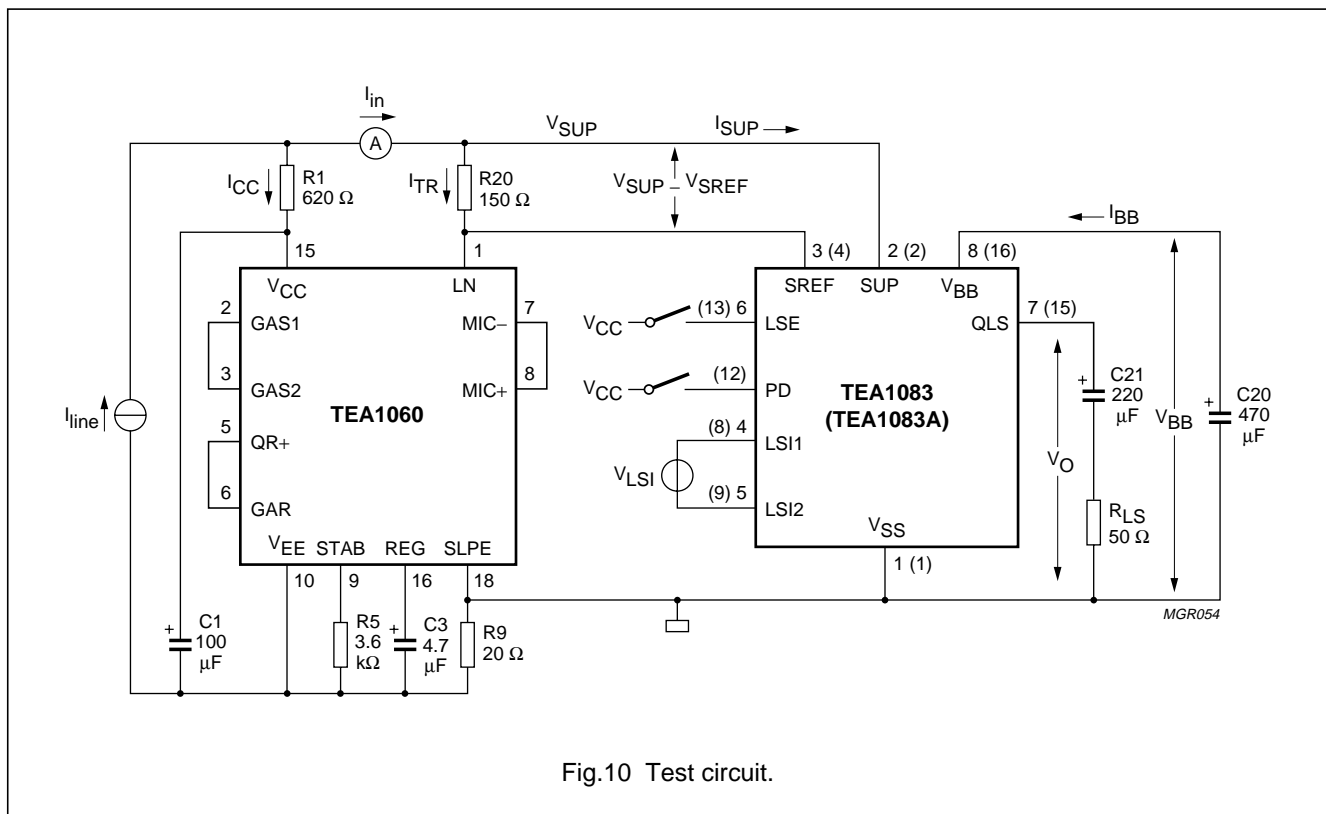 I_in
A
V_SUP
I_SUP
I_CC
R1
620 Ω
I_TR
R20
150 Ω
V_SUP – V_SREF
I_BB
15
1
3 (4)
2 (2)
8 (16)
V_CC
LN
SREF
SUP
V_BB
2
GAS1
MIC−
7
V_CC
(13) 6
LSE
QLS
7 (15)
3
GAS2
MIC+
8
V_CC
(12)
PD
C21
220
μF
+
C20
470
μF
+
I_line
TEA1060
TEA1083
(TEA1083A)
V_BB
5
QR+
(8) 4
LSI1
V_O
V_LSI
6
GAR
(9) 5
LSI2
R_LS
50 Ω
V_EE
STAB
REG
SLPE
V_SS
10
9
16
18
1 (1)
MGR054
+
C1
100
μF
R5
3.6
kΩ
+
C3
4.7
μF
R9
20 Ω
Fig.10 Test circuit.